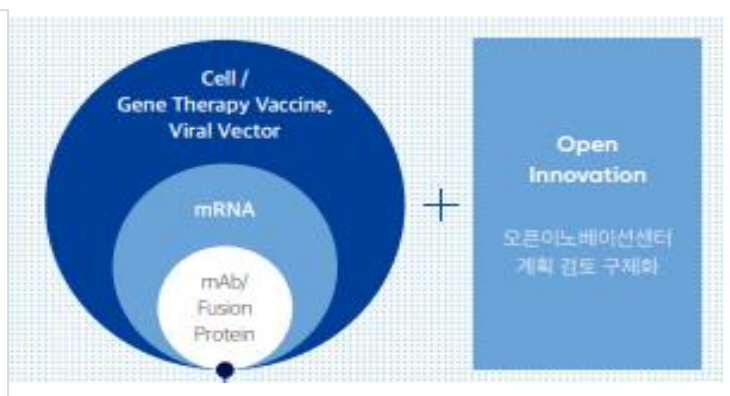 Cell /
Gene Therapy Vaccine,
Viral Vector
mRNA
mAb/
Fusion
Protein
+
Open
Innovation
오픈이노베이션센터
계획 검토 구체화